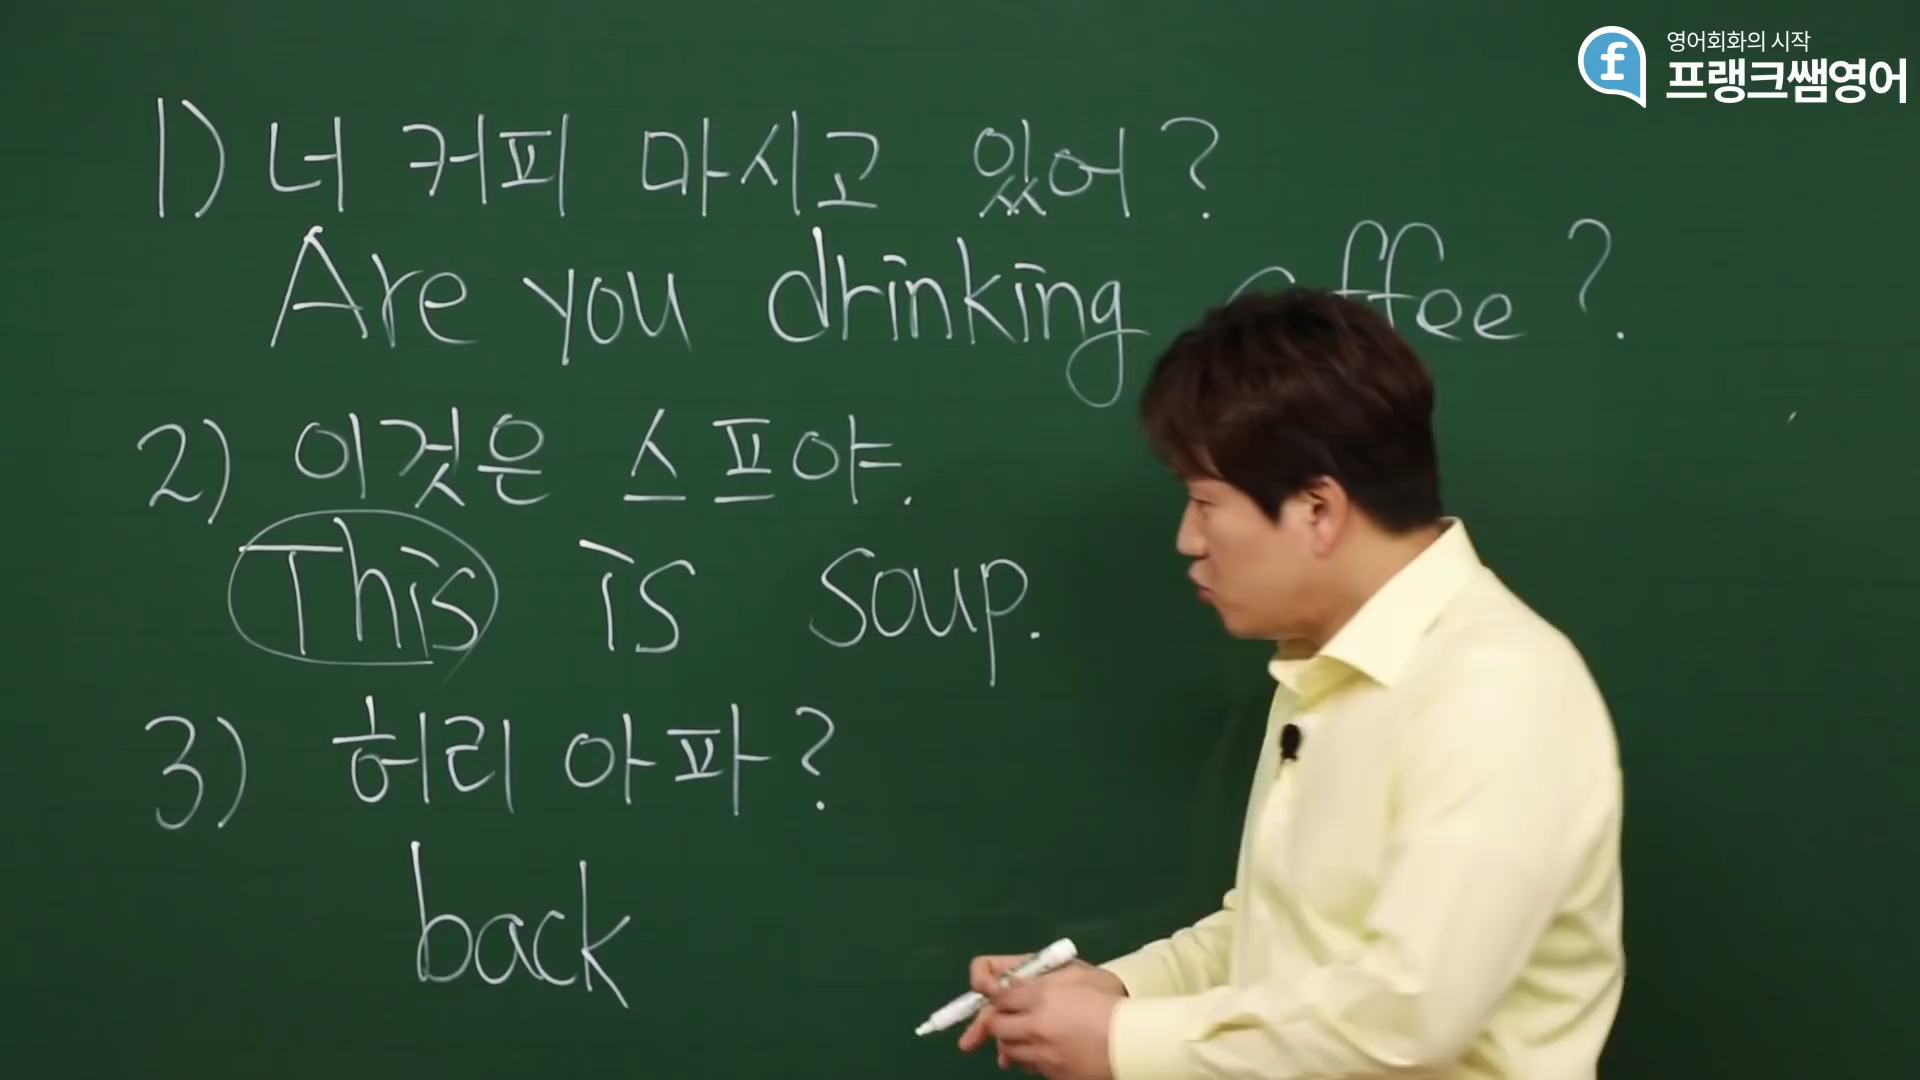 영어회화의 시작
프랭크쌤영어
1) 너 커피 마시고 있어?
Are you drinking coffee?
2) 이것은 스프야.
This is soup.
3) 허리 아파?
back